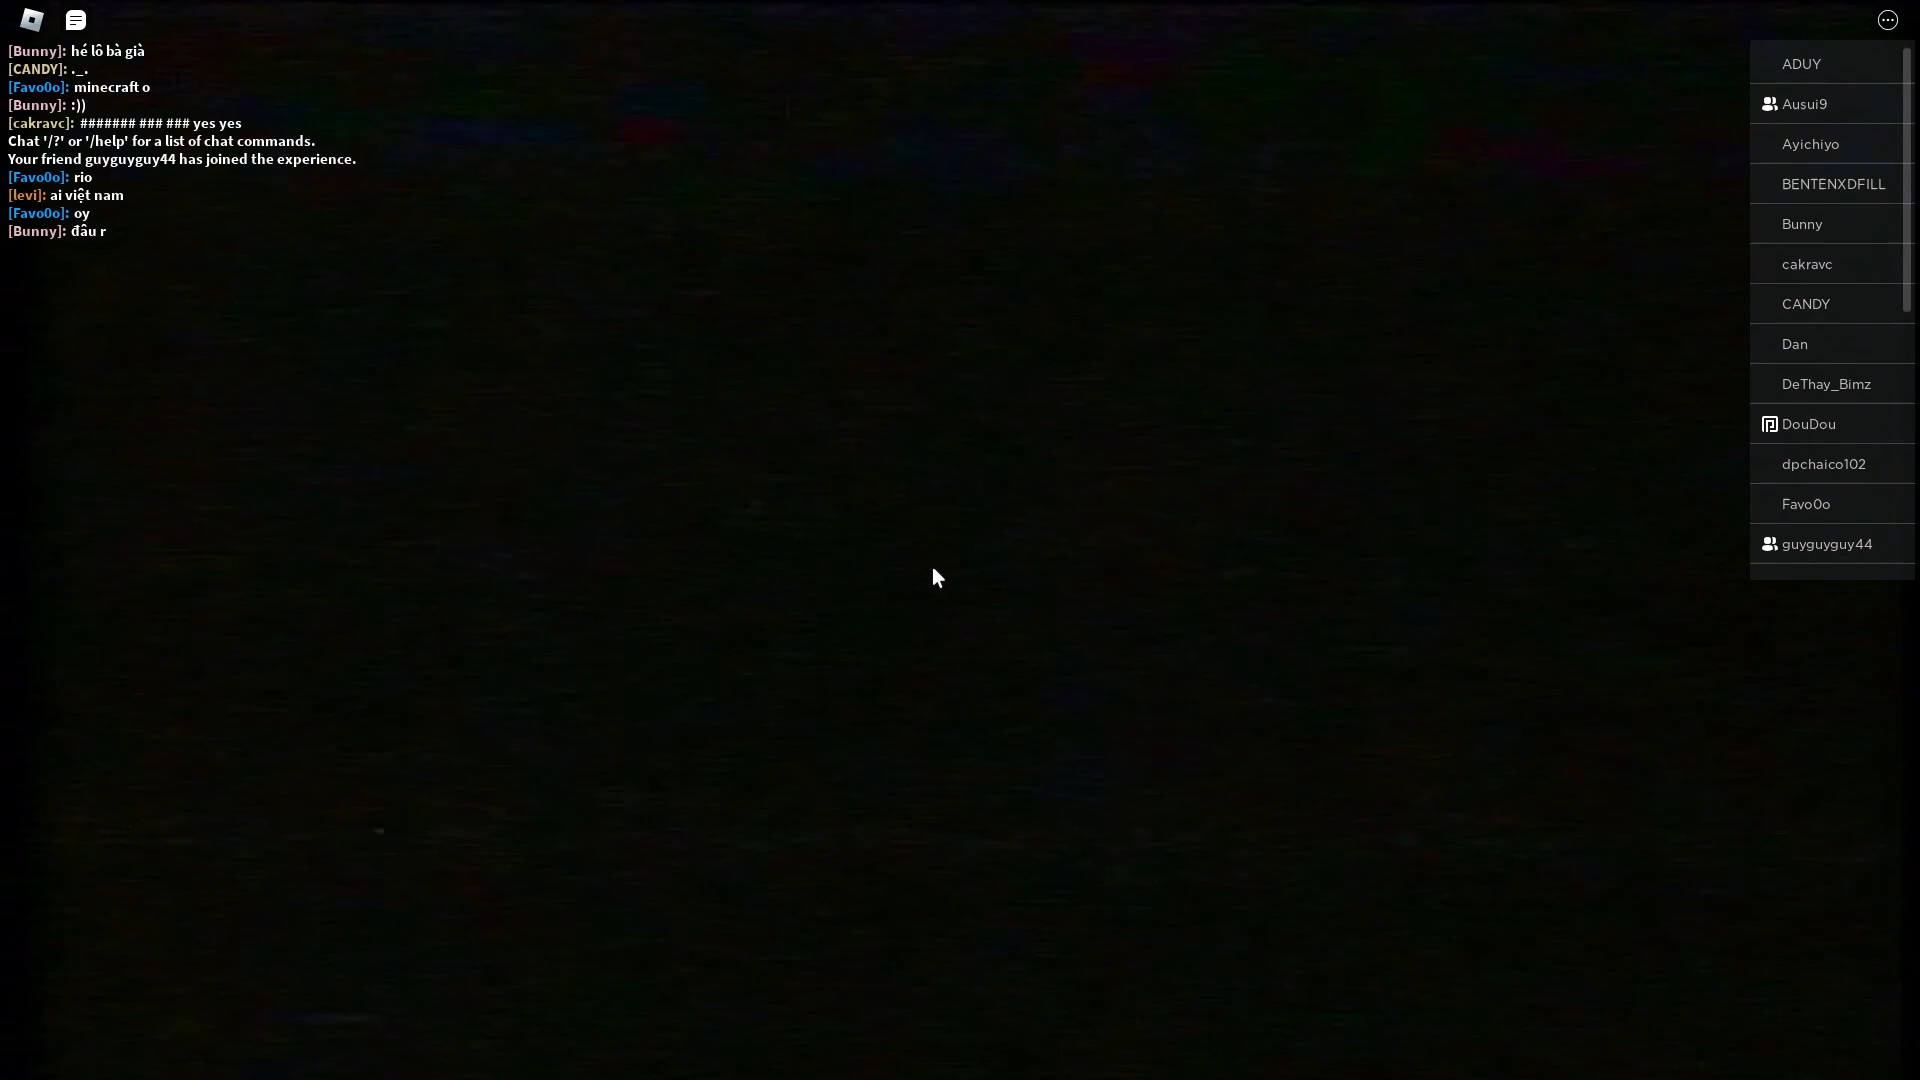 [Bunny]: hé lô bà già
[CANDY]: ._.
[Favo0o]: minecraft o
[Bunny]: :))
[cakravc]: ####### ### ### yes yes
Chat '/?' or '/help' for a list of chat commands.
Your friend guyguyguy44 has joined the experience.
[Favo0o]: rio
[levi]: ai việt nam
[Favo0o]: oy
[Bunny]: đâu r
ADUY
Ausui9
Ayichiyo
BENTENXDFILL
Bunny
cakravc
CANDY
Dan
DeThay_Bimz
DouDou
dpchaico102
Favo0o
guyguyguy44